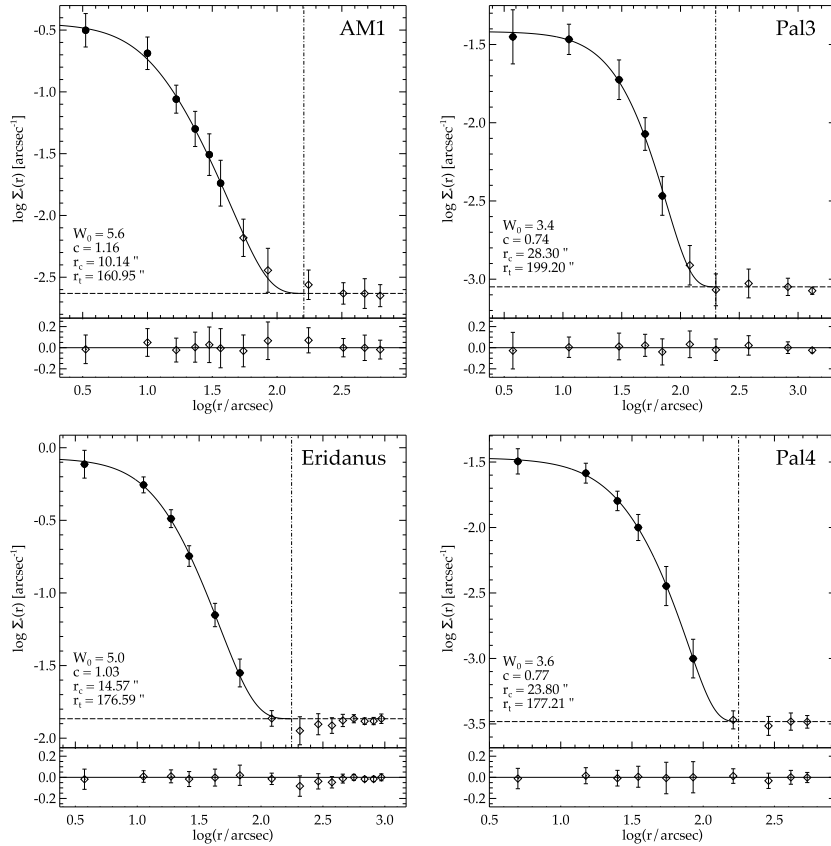 AM1
-0.5
-1.0
-1.5
-2.0
-2.5
log Σ(r) [arcsec⁻¹]
W₀ = 5.6
c = 1.16
r_c = 10.14 "
r_t = 160.95 "
0.2
0.0
-0.2
0.5 1.0 1.5 2.0 2.5
log(r/arcsec)
Pal3
-1.5
-2.0
-2.5
-3.0
log Σ(r) [arcsec⁻¹]
W₀ = 3.4
c = 0.74
r_c = 28.30 "
r_t = 199.20 "
0.2
0.0
-0.2
0.5 1.0 1.5 2.0 2.5 3.0
log(r/arcsec)
Eridanus
0.0
-0.5
-1.0
-1.5
-2.0
log Σ(r) [arcsec⁻¹]
W₀ = 5.0
c = 1.03
r_c = 14.57 "
r_t = 176.59 "
0.2
0.0
-0.2
0.5 1.0 1.5 2.0 2.5 3.0
log(r/arcsec)
Pal4
-1.5
-2.0
-2.5
-3.0
-3.5
log Σ(r) [arcsec⁻¹]
W₀ = 3.6
c = 0.77
r_c = 23.80 "
r_t = 177.21 "
0.2
0.0
-0.2
0.5 1.0 1.5 2.0 2.5
log(r/arcsec)